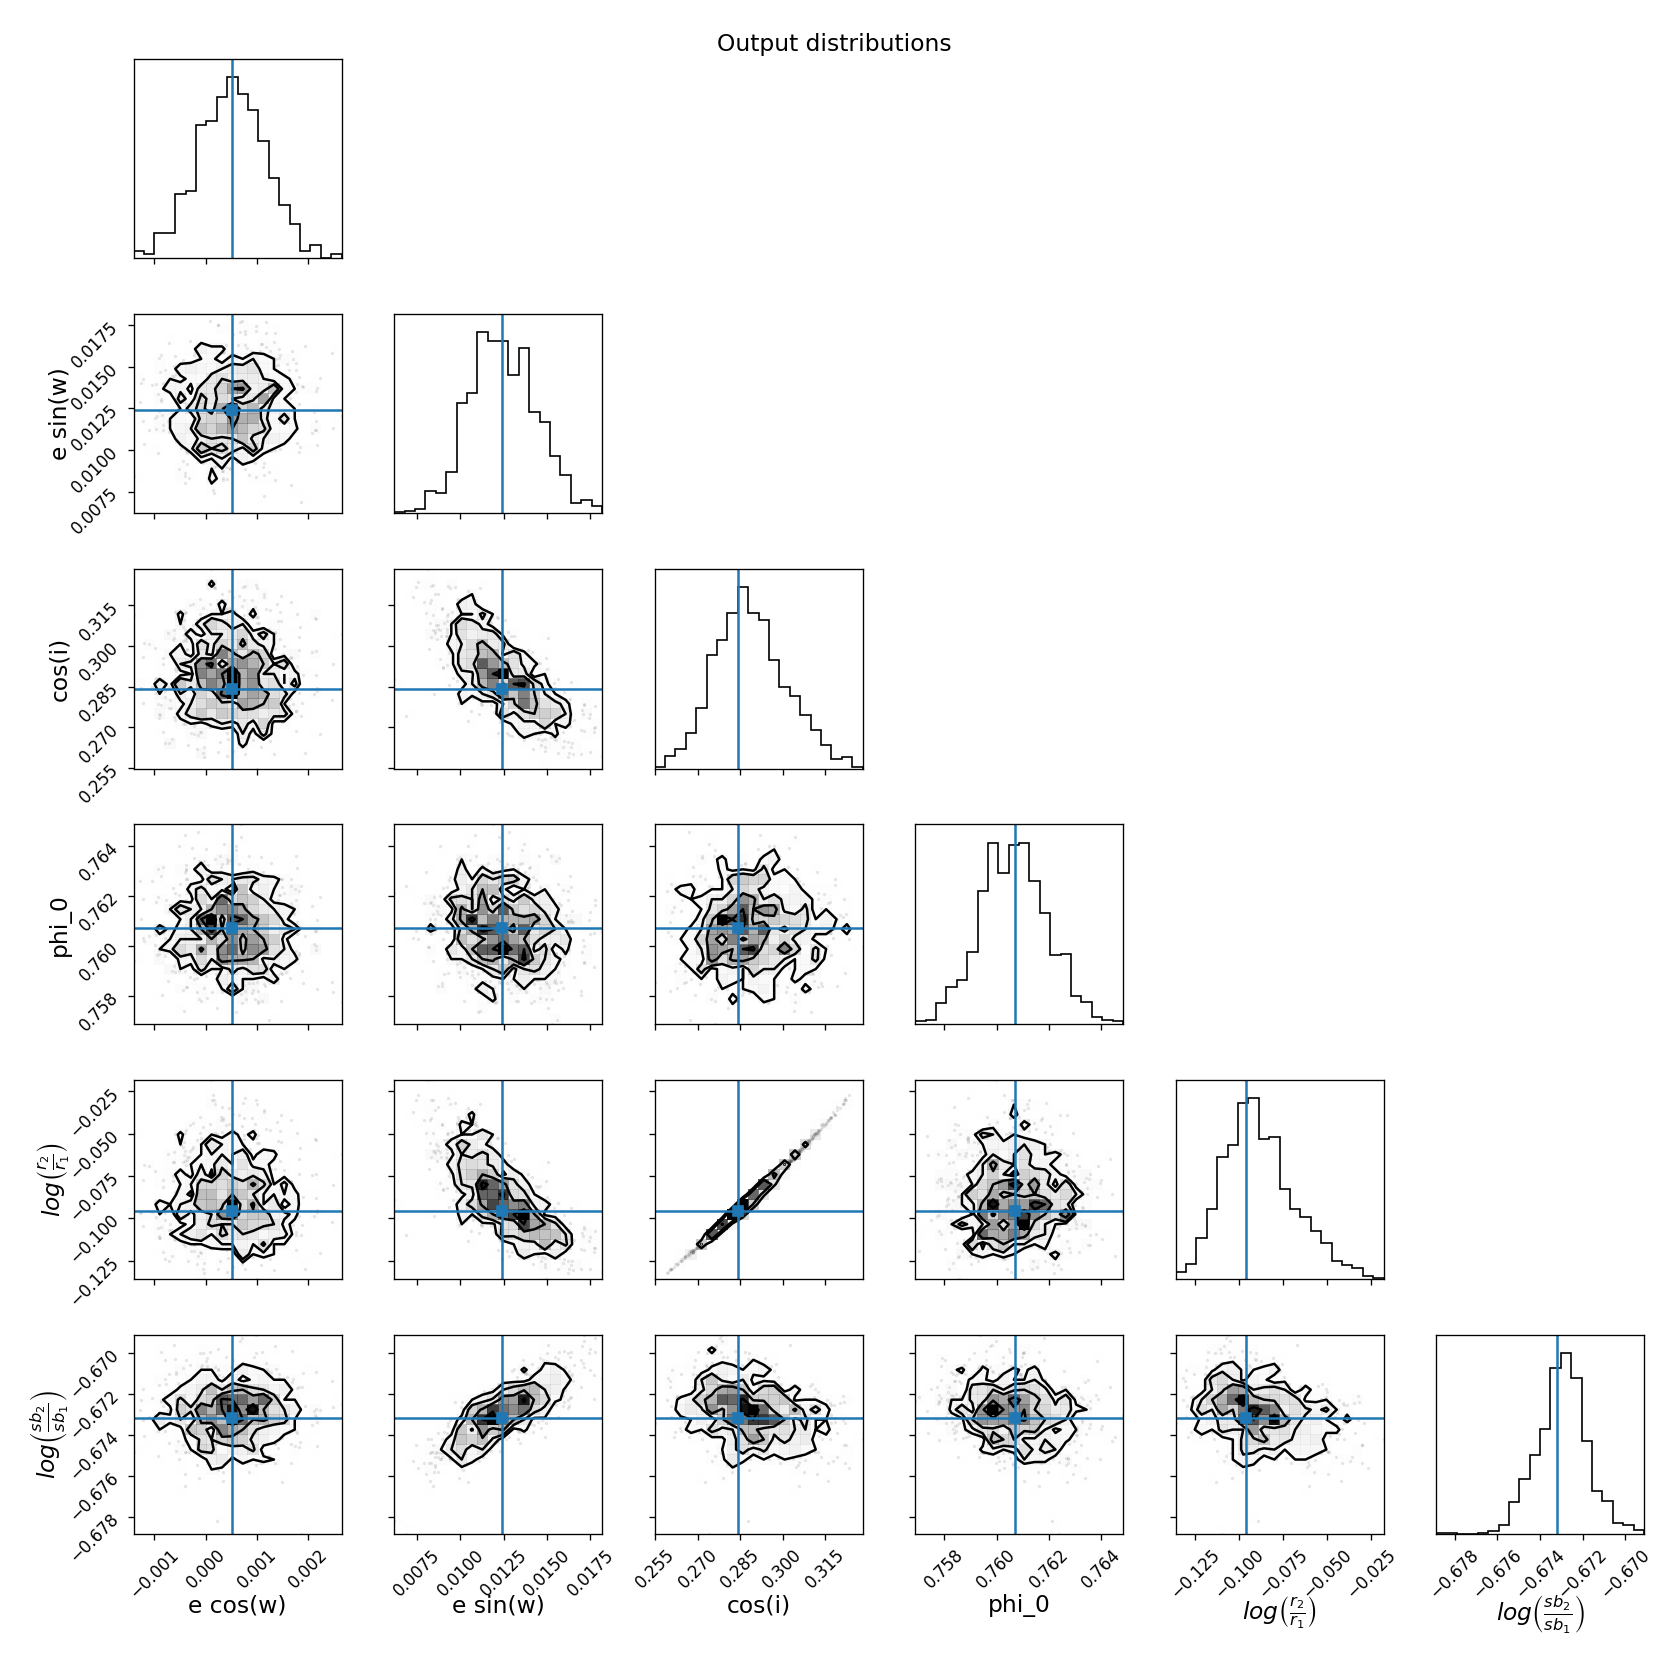 Output distributions
e sin(w)
0.0175
0.0150
0.0125
0.0100
0.0075
cos(i)
0.315
0.300
0.285
0.270
0.255
phi_0
0.764
0.762
0.760
0.758
log(r2/r1)
−0.025
−0.050
−0.075
−0.100
−0.125
log(sb2/sb1)
−0.670
−0.672
−0.674
−0.676
−0.678
−0.001 0.000 0.001 0.002
e cos(w)
0.0075 0.0100 0.0125 0.0150 0.0175
e sin(w)
0.255 0.270 0.285 0.300 0.315
cos(i)
0.758 0.760 0.762 0.764
phi_0
−0.125 −0.100 −0.075 −0.050 −0.025
log(r2/r1)
−0.678 −0.676 −0.674 −0.672 −0.670
log(sb2/sb1)